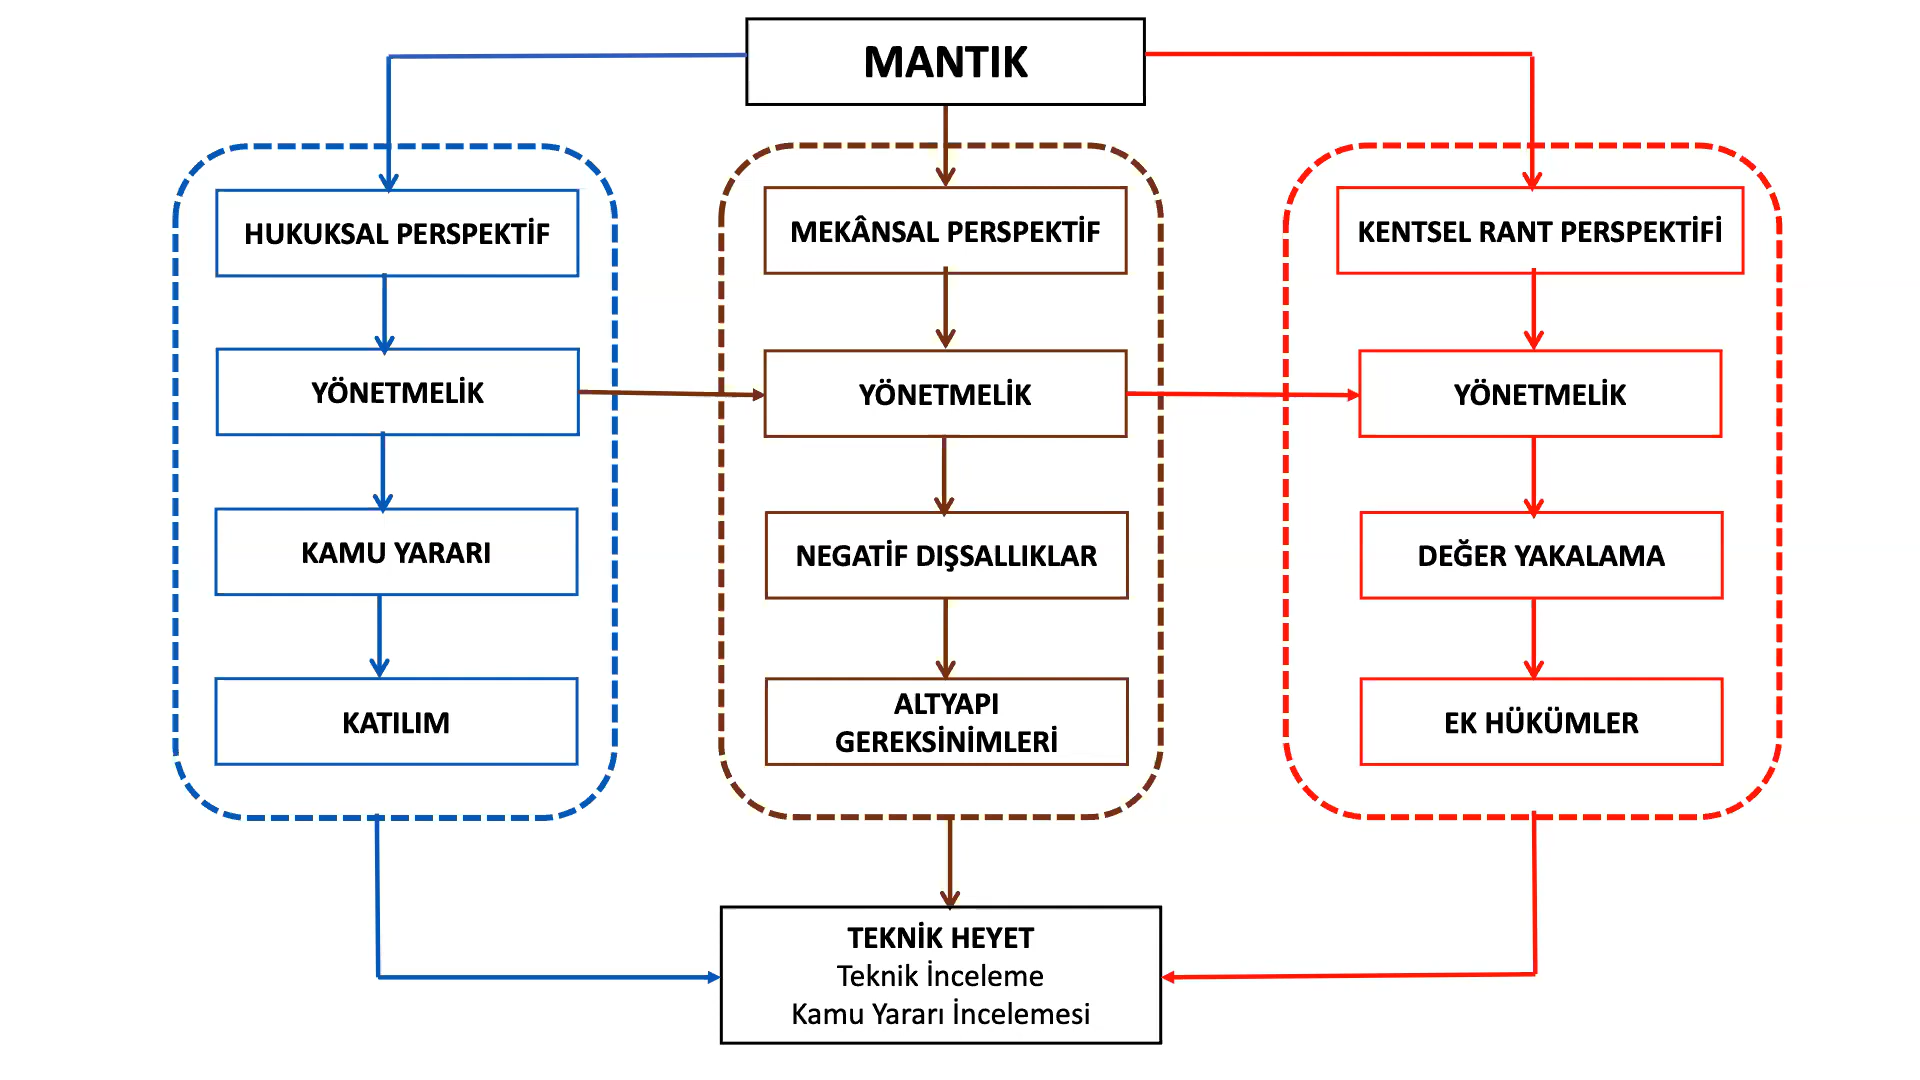 MANTIK
HUKUKSAL PERSPEKTİF
YÖNETMELİK
KAMU YARARI
KATILIM
MEKÂNSAL PERSPEKTİF
YÖNETMELİK
NEGATİF DIŞSALLIKLAR
ALTYAPI
GEREKSİNİMLERİ
KENTSEL RANT PERSPEKTİFİ
YÖNETMELİK
DEĞER YAKALAMA
EK HÜKÜMLER
TEKNİK HEYET
Teknik İnceleme
Kamu Yararı İncelemesi